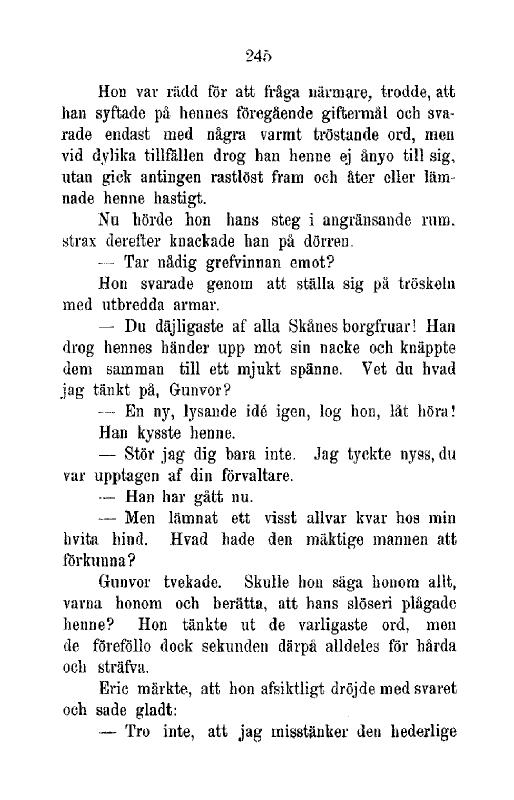 245
Hon var rädd för att fråga närmare, trodde, att
han syftade på hennes föregående giftermål och sva-
rade endast med några varmt tröstande ord, men
vid dylika tillfällen drog han henne ej ånyo till sig,
utan gick antingen rastlöst fram och åter eller läm-
nade henne hastigt.
Nu hörde hon hans steg i angränsande rum.
strax derefter knackade han på dörren.
— Tar nådig grefvinnan emot?
Hon svarade genom att ställa sig på tröskeln
med utbredda armar.
— Du däjligaste af alla Skånes borgfruar! Han
drog hennes händer upp mot sin nacke och knäppte
dem samman till ett mjukt spänne. Vet du hvad
jag tänkt på, Gunvor?
— En ny, lysande idé igen, log hon, låt höra!
Han kysste henne.
— Stör jag dig bara inte. Jag tyckte nyss, du
var upptagen af din förvaltare.
— Han har gått nu.
— Men lämnat ett visst allvar kvar hos min
hvita hind. Hvad hade den mäktige mannen att
förkunna?
Gunvor tvekade. Skulle hon säga honom allt,
varna honom och berätta, att hans slöseri plågade
henne? Hon tänkte ut de varligaste ord, men
de föreföllo dock sekunden därpå alldeles för hårda
och sträfva.
Eric märkte, att hon afsiktligt dröjde med svaret
och sade gladt:
— Tro inte, att jag misstänker den hederlige